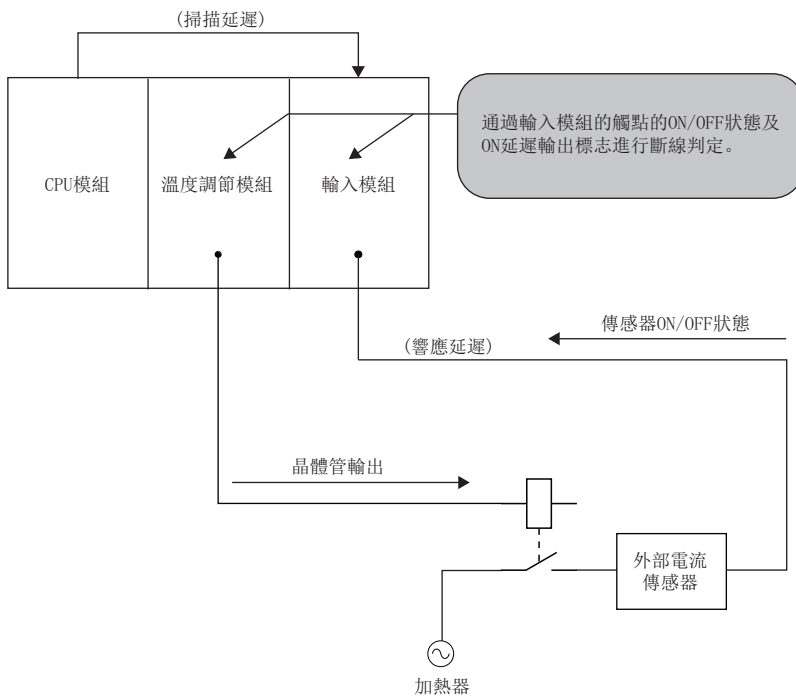 (掃描延遲)
通過輸入模組的觸點的ON/OFF狀態及
ON延遲輸出標志進行斷線判定。
CPU模組
溫度調節模組
輸入模組
傳感器ON/OFF狀態
(響應延遲)
晶體管輸出
外部電流
傳感器
加熱器